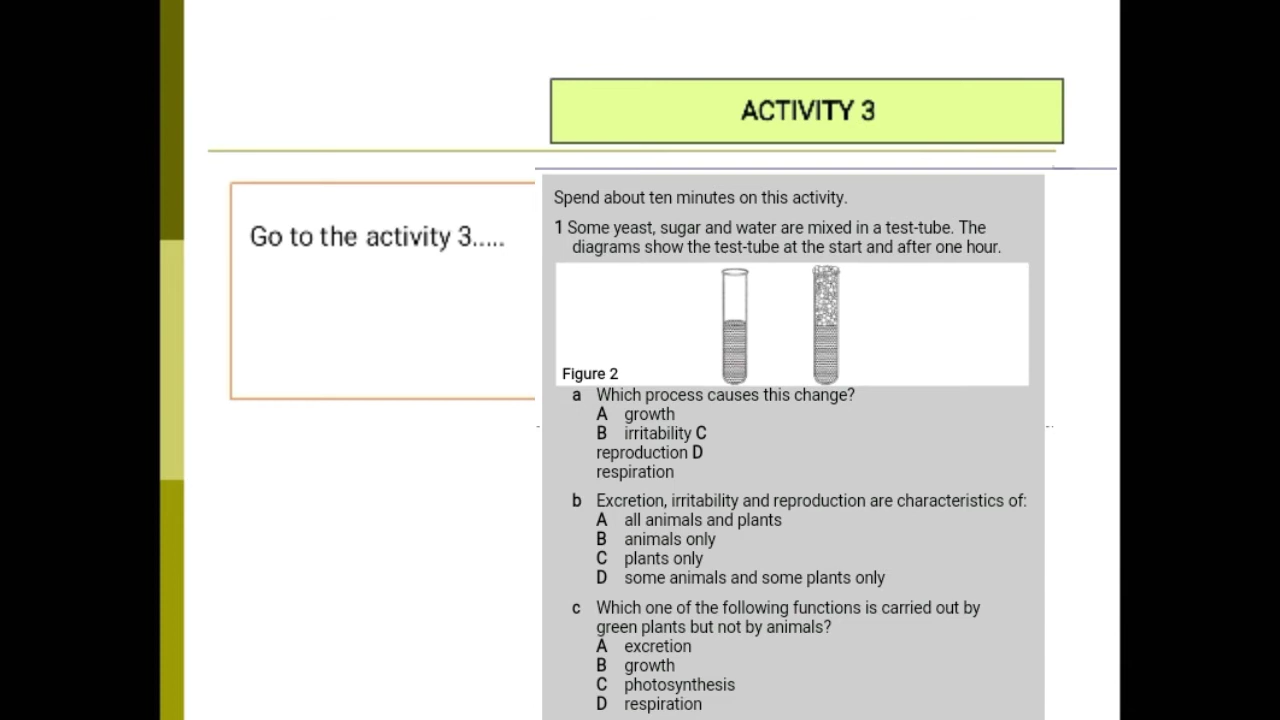 ACTIVITY 3
Go to the activity 3.....
Spend about ten minutes on this activity.
1 Some yeast, sugar and water are mixed in a test-tube. The
diagrams show the test-tube at the start and after one hour.
Figure 2
a Which process causes this change?
A growth
B irritability C
reproduction D
respiration
b Excretion, irritability and reproduction are characteristics of:
A all animals and plants
B animals only
C plants only
D some animals and some plants only
c Which one of the following functions is carried out by
green plants but not by animals?
A excretion
B growth
C photosynthesis
D respiration